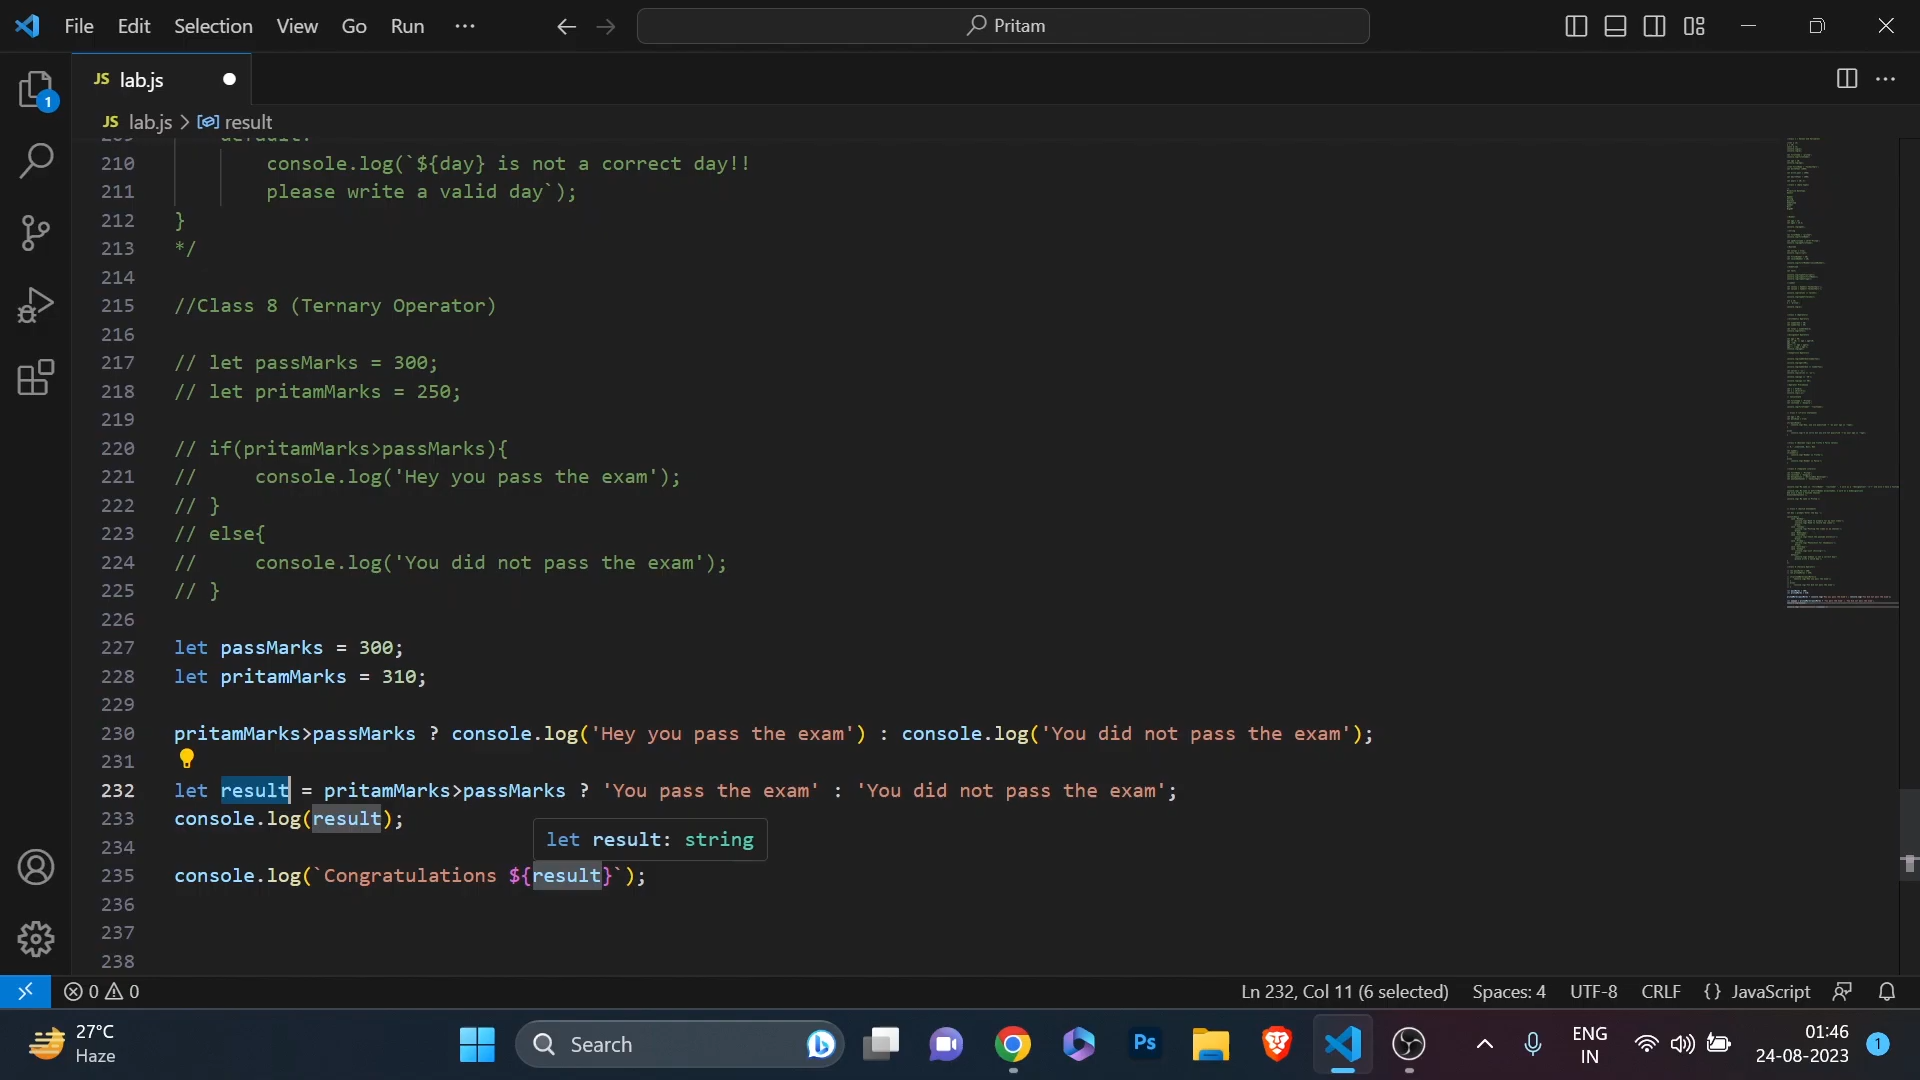 File Edit Selection View Go Run ···
Pritam
JS lab.js
JS lab.js > result
1
209 default:
210 console.log(`${day} is not a correct day!!
211 please write a valid day`);
212 }
213 */
214
215 //Class 8 (Ternary Operator)
216
217 // let passMarks = 300;
218 // let pritamMarks = 250;
219
220 // if(pritamMarks>passMarks){
221 //     console.log('Hey you pass the exam');
222 // }
223 // else{
224 //     console.log('You did not pass the exam');
225 // }
226
227 let passMarks = 300;
228 let pritamMarks = 310;
229
230 pritamMarks>passMarks ? console.log('Hey you pass the exam') : console.log('You did not pass the exam');
231
232 let result = pritamMarks>passMarks ? 'You pass the exam' : 'You did not pass the exam';
233 console.log(result);
let result: string
234
235 console.log(`Congratulations ${result}`);
236
237
238
0 0 Ln 232, Col 11 (6 selected) Spaces: 4 UTF-8 CRLF {} JavaScript
27°C
Haze
Search
Ps
ENG
IN
01:46
24-08-2023
1